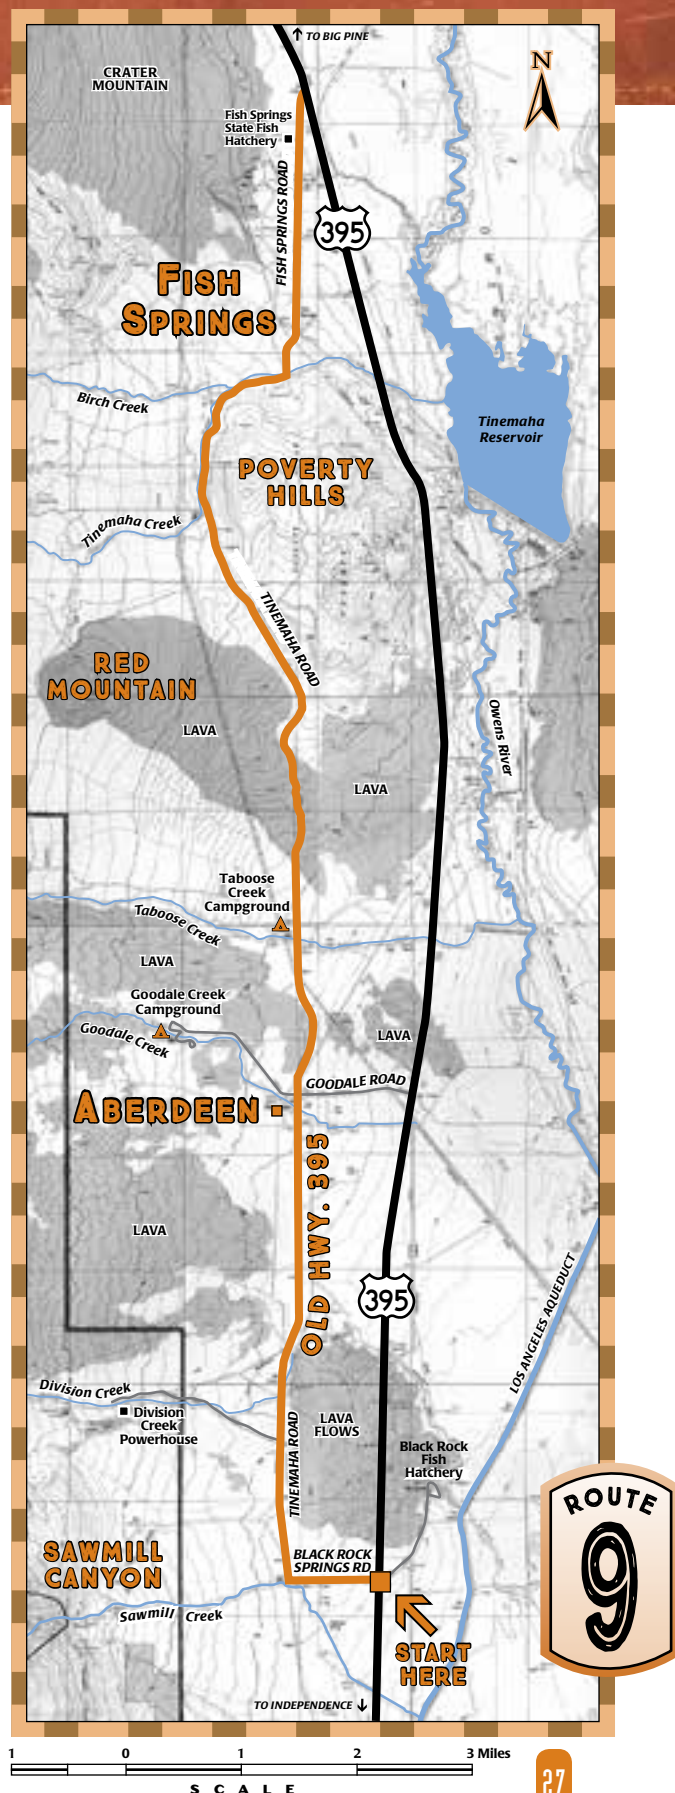 ↑ TO BIG PINE
CRATER
MOUNTAIN
N
Fish Springs
State Fish
Hatchery
FISH SPRINGS ROAD
395
FISH
SPRINGS
Birch Creek
Tinemaha
Reservoir
POVERTY
HILLS
Tinemaha Creek
TINEMAHA ROAD
RED
MOUNTAIN
LAVA
Owens River
LAVA
Taboose
Creek
Campground
Taboose Creek
LAVA
Goodale Creek
Campground
Goodale Creek
LAVA
GOODALE ROAD
ABERDEEN
OLD HWY. 395
LAVA
395
LOS ANGELES AQUEDUCT
Division Creek
Division
Creek
Powerhouse
TINEMAHA ROAD
LAVA
FLOWS
Black Rock
Fish
Hatchery
ROUTE
9
SAWMILL
CANYON
BLACK ROCK
SPRINGS RD
Sawmill Creek
START
HERE
TO INDEPENDENCE ↓
1 0 1 2 3 Miles
SCALE
27